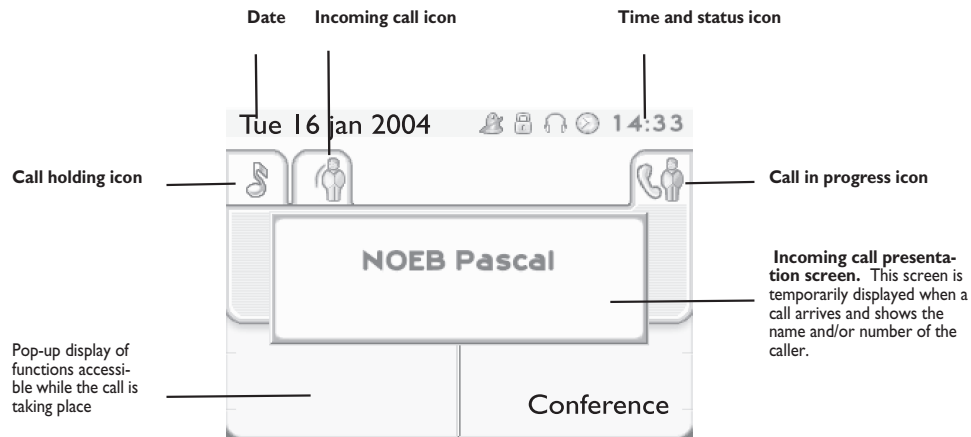 Date
Incoming call icon
Time and status icon
Tue 16 jan 2004
14:33
Call holding icon
Call in progress icon
NOEB Pascal
Incoming call presenta-
tion screen. This screen is
temporarily displayed when a
call arrives and shows the
name and/or number of the
caller.
Pop-up display of
functions accessi-
ble while the call is
taking place
Conference